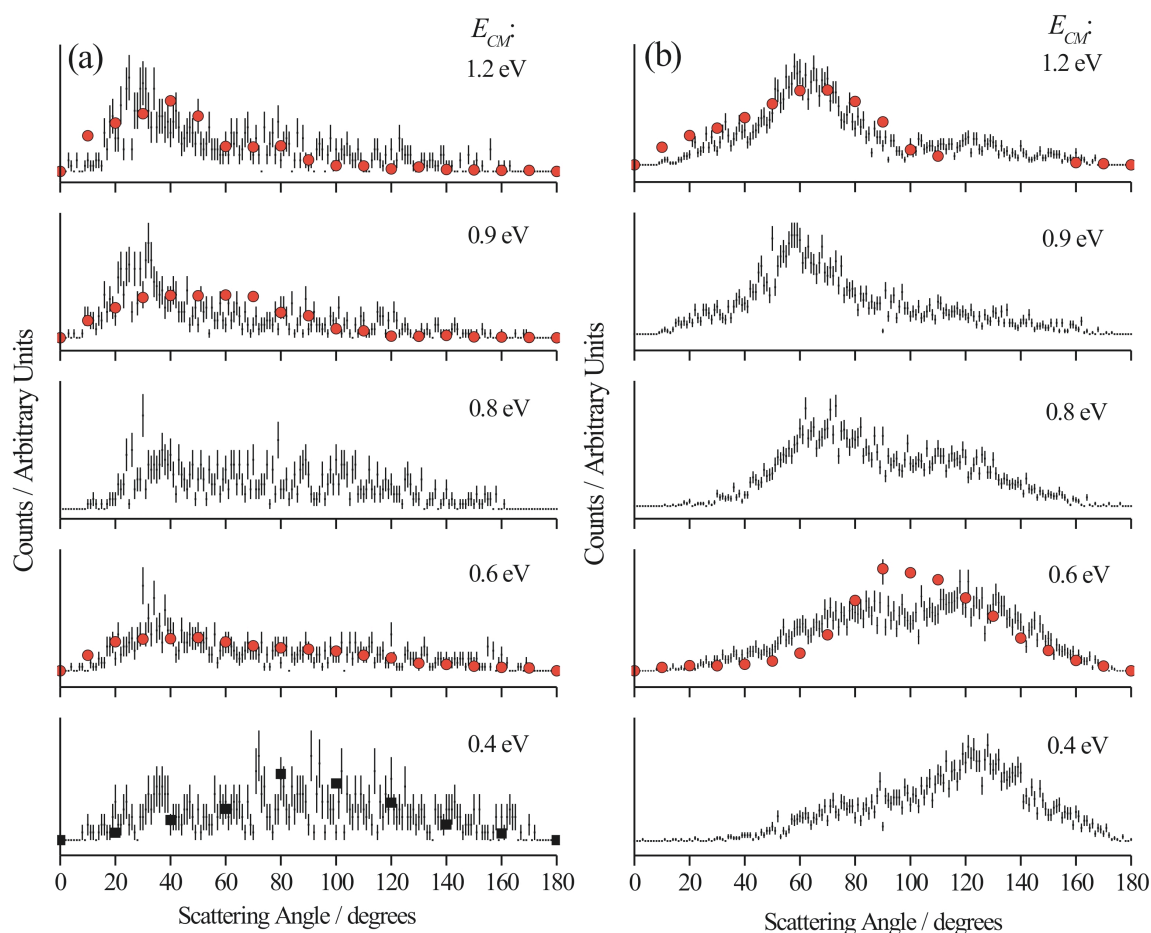 (a)
E_CM:
1.2 eV
0.9 eV
0.8 eV
0.6 eV
0.4 eV
Counts / Arbitrary Units
0 20 40 60 80 100 120 140 160 180
Scattering Angle / degrees
(b)
E_CM:
1.2 eV
0.9 eV
0.8 eV
0.6 eV
0.4 eV
Counts / Arbitrary Units
0 20 40 60 80 100 120 140 160 180
Scattering Angle / degrees